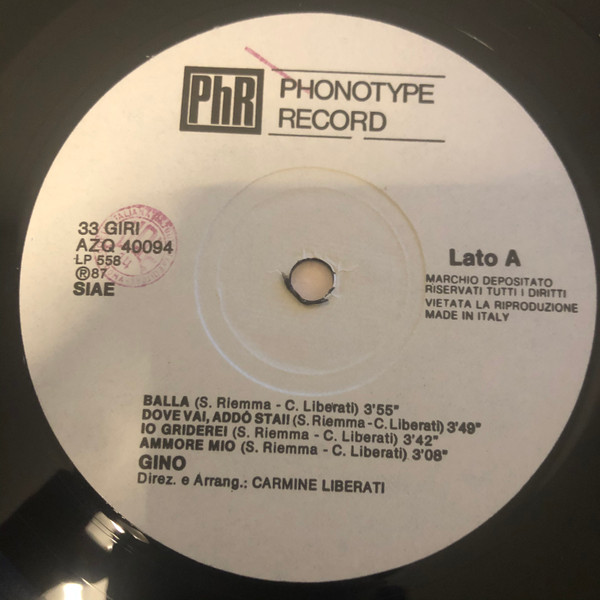 PhR
PHONOTYPE
RECORD
33 GIRI
AZQ 40094
LP 558
Ⓟ87
SIAE
Lato A
MARCHIO DEPOSITATO
RISERVATI TUTTI I DIRITTI
VIETATA LA RIPRODUZIONE
MADE IN ITALY
BALLA (S. Riemma - C. Liberati) 3'55"
DOVE VAI, ADDÒ STAI! (S. Riemma - C. Liberati) 3'49"
IO GRIDEREI (S. Riemma - C. Liberati) 3'42"
AMMORE MIO (S. Riemma - C. Liberati) 3'08"
GINO
Direz. e Arrang.: CARMINE LIBERATI